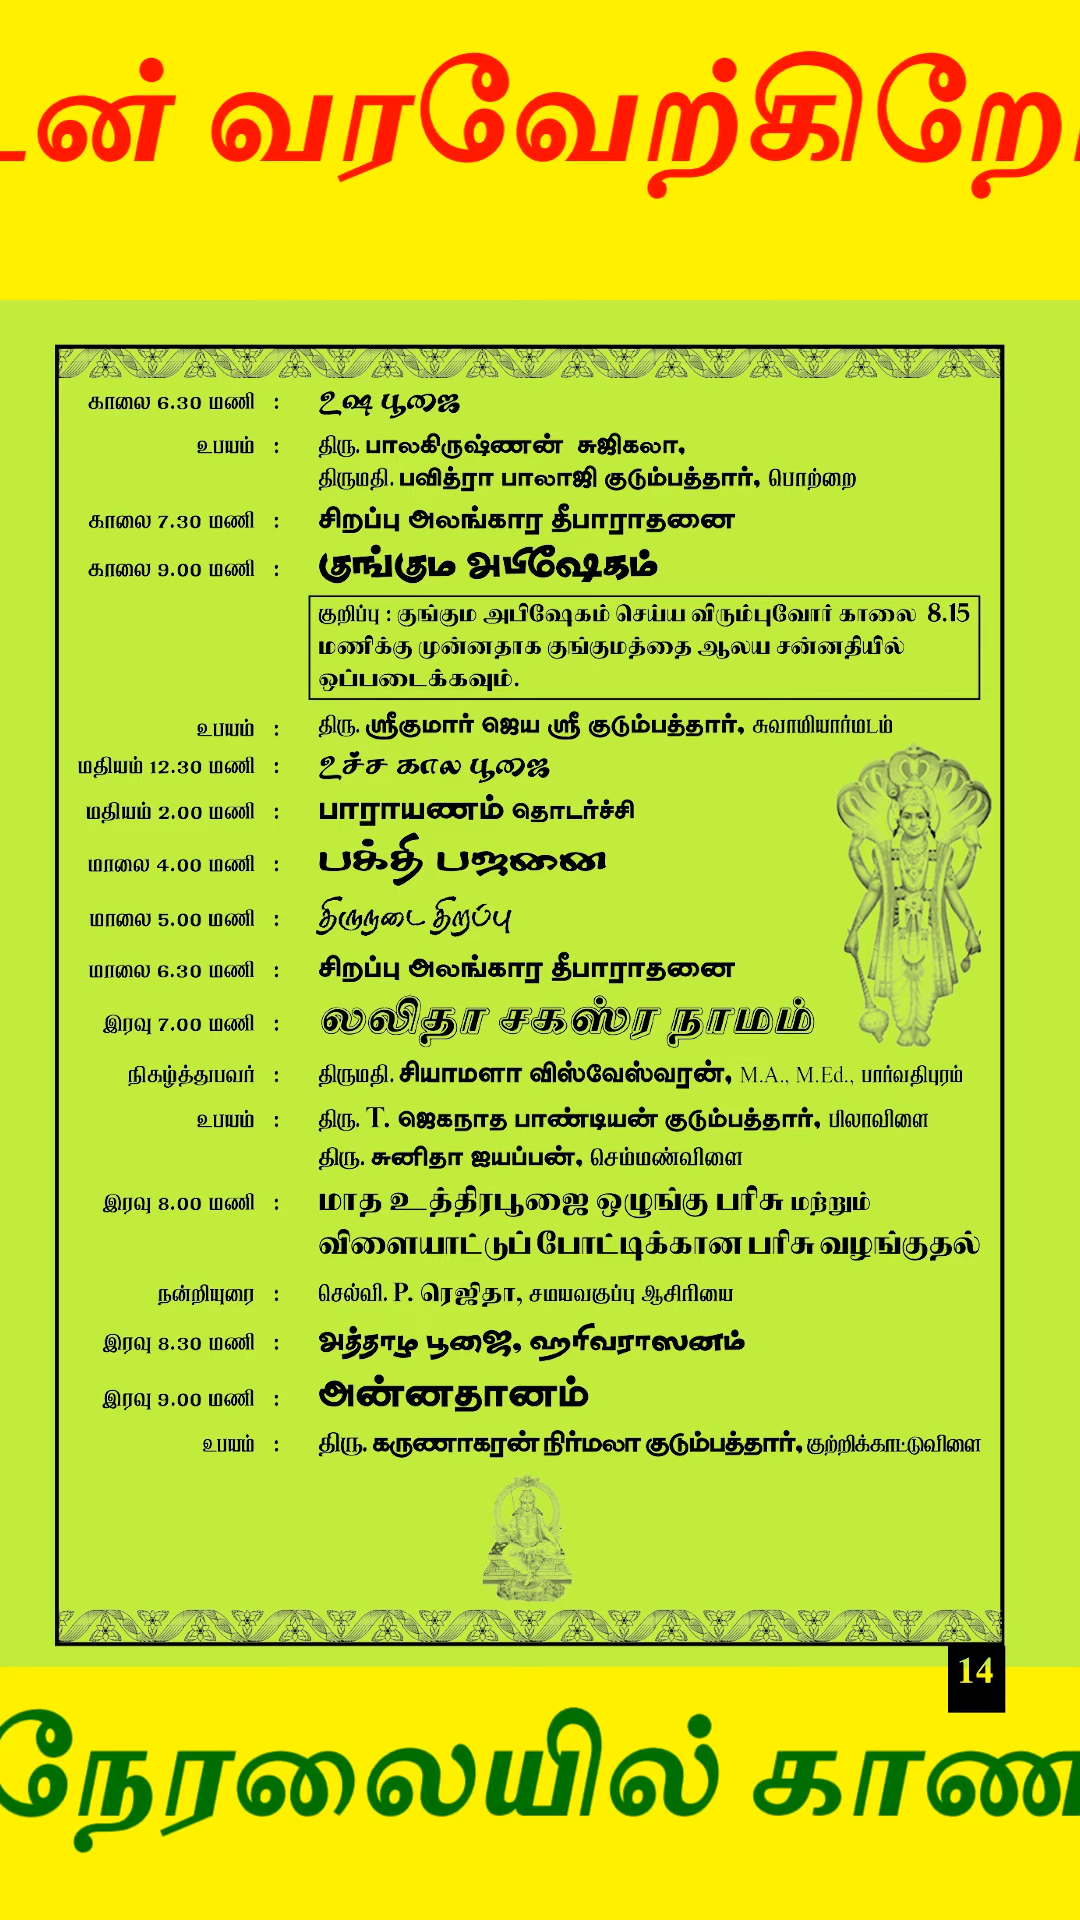 டன் வரவேற்கிறோ
காலை 6.30 மணி : உஷ பூஜை
உபயம் : திரு. பாலகிருஷ்ணன் சுஜிகலா,
திருமதி. பவித்ரா பாலாஜி குடும்பத்தார், பொற்றை
காலை 7.30 மணி : சிறப்பு அலங்கார தீபாராதனை
காலை 9.00 மணி : குங்கும அபிஷேகம்
குறிப்பு : குங்கும அபிஷேகம் செய்ய விரும்புவோர் காலை 8.15
மணிக்கு முன்னதாக குங்குமத்தை ஆலய சன்னதியில்
ஒப்படைக்கவும்.
உபயம் : திரு. ஸ்ரீகுமார் ஜெய ஸ்ரீ குடும்பத்தார், சுவாமியார்மடம்
மதியம் 12.30 மணி : உச்ச கால பூஜை
மதியம் 2.00 மணி : பாராயணம் தொடர்ச்சி
மாலை 4.00 மணி : பக்தி பஜனை
மாலை 5.00 மணி : திருநடை திறப்பு
மாலை 6.30 மணி : சிறப்பு அலங்கார தீபாராதனை
இரவு 7.00 மணி : லலிதா சகஸ்ர நாமம்
நிகழ்த்துபவர் : திருமதி. சியாமளா விஸ்வேஸ்வரன், M.A., M.Ed., பார்வதிபுரம்
உபயம் : திரு. T. ஜெகநாத பாண்டியன் குடும்பத்தார், பிலாவிளை
திரு. சுனிதா ஐயப்பன், செம்மண்விளை
இரவு 8.00 மணி : மாத உத்திரபூஜை ஒழுங்கு பரிசு மற்றும்
விளையாட்டுப் போட்டிக்கான பரிசு வழங்குதல்
நன்றியுரை : செல்வி. P. ரெஜிதா, சமயவகுப்பு ஆசிரியை
இரவு 8.30 மணி : அத்தாழ பூஜை, ஹரிவராஸனம்
இரவு 9.00 மணி : அன்னதானம்
உபயம் : திரு. கருணாகரன் நிர்மலா குடும்பத்தார், குற்றிக்காட்டுவிளை
14
நேரலையில் காண